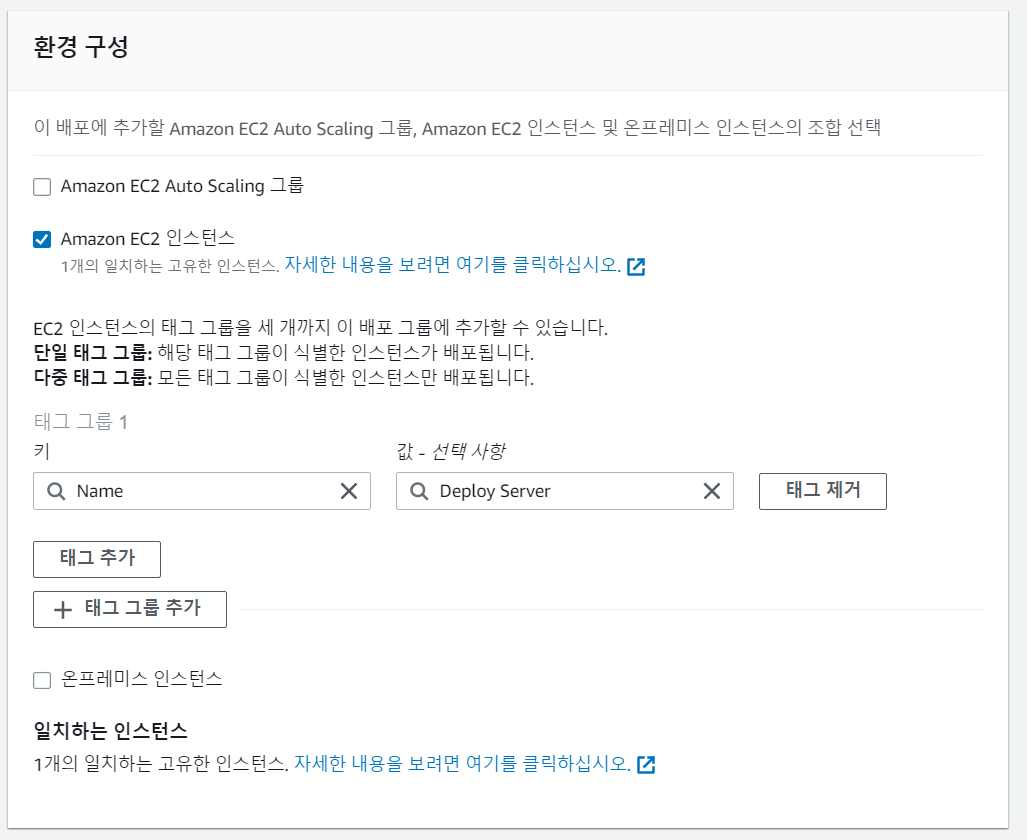 환경 구성
이 배포에 추가할 Amazon EC2 Auto Scaling 그룹, Amazon EC2 인스턴스 및 온프레미스 인스턴스의 조합 선택
Amazon EC2 Auto Scaling 그룹
Amazon EC2 인스턴스
1개의 일치하는 고유한 인스턴스. 자세한 내용을 보려면 여기를 클릭하십시오.
EC2 인스턴스의 태그 그룹을 세 개까지 이 배포 그룹에 추가할 수 있습니다.
단일 태그 그룹: 해당 태그 그룹이 식별한 인스턴스가 배포됩니다.
다중 태그 그룹: 모든 태그 그룹이 식별한 인스턴스만 배포됩니다.
태그 그룹 1
키 값 - 선택 사항
Name Deploy Server 태그 제거
태그 추가
태그 그룹 추가
온프레미스 인스턴스
일치하는 인스턴스
1개의 일치하는 고유한 인스턴스. 자세한 내용을 보려면 여기를 클릭하십시오.